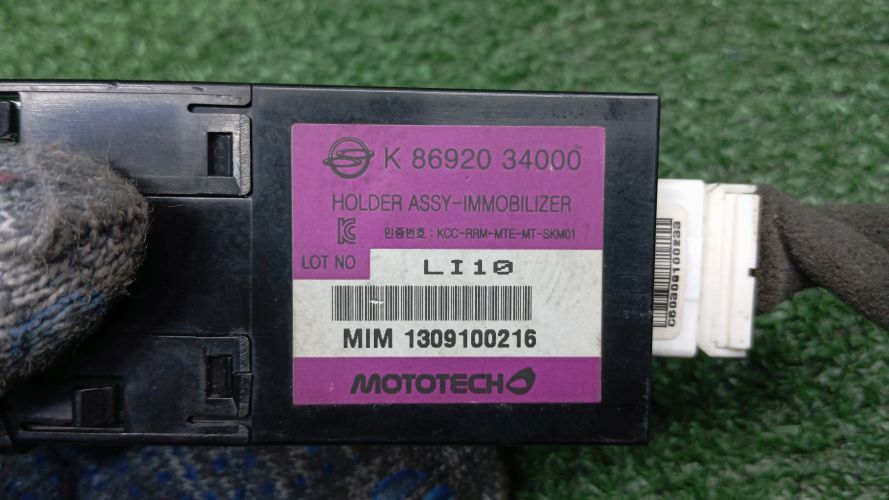 K 86920 34000
HOLDER ASSY-IMMOBILIZER
인증번호 : KCC-RRM-MTE-MT-SKM01
LOT NO LI10
MIM 1309100216
MOTOTECH
C60308100233